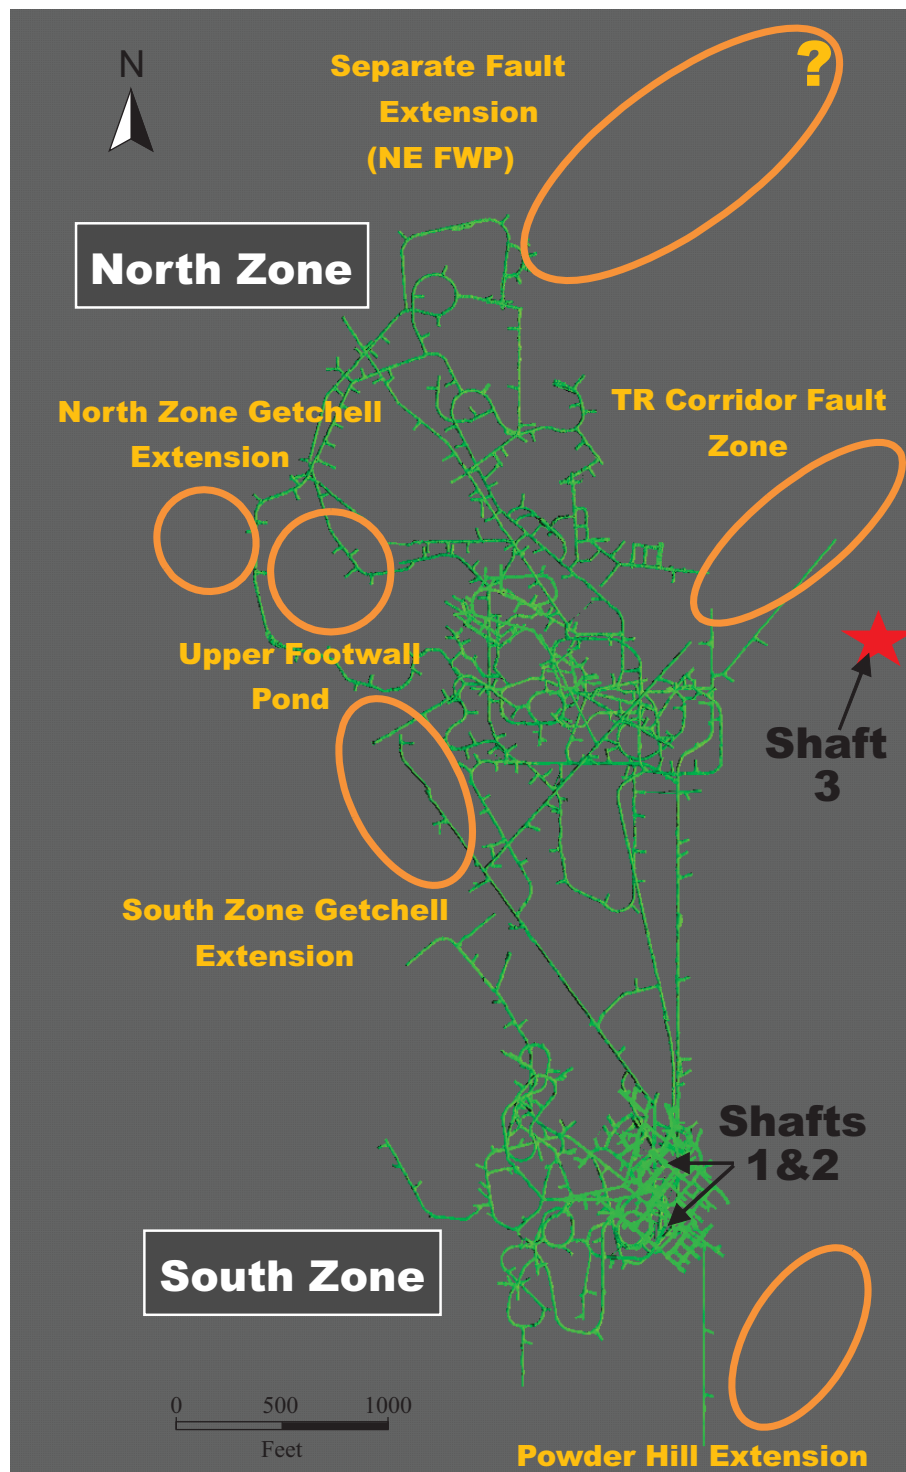 N
Separate Fault
Extension
(NE FWP)
?
North Zone
North Zone Getchell
Extension
TR Corridor Fault
Zone
Upper Footwall
Pond
Shaft
3
South Zone Getchell
Extension
Shafts
1&2
South Zone
0 500 1000
Feet
Powder Hill Extension